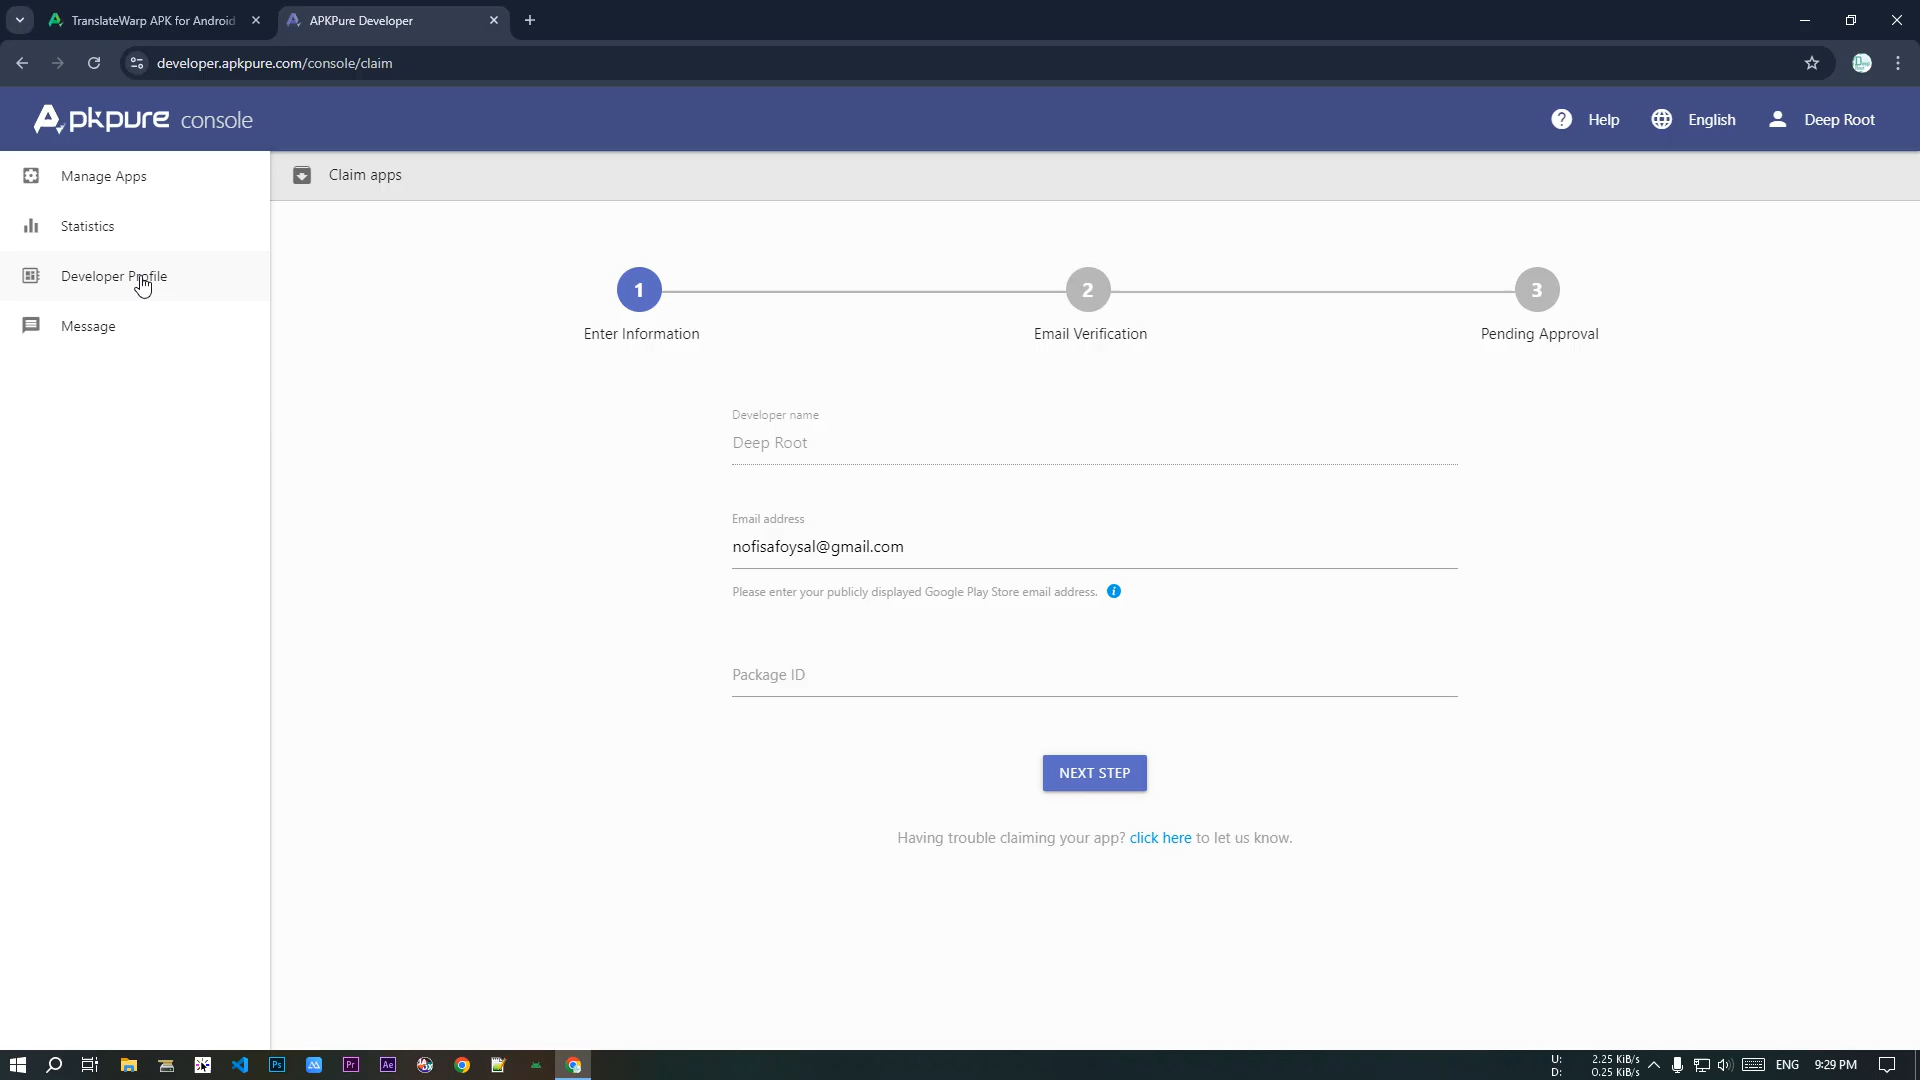 TranslateWarp APK for Android
APKPure Developer
developer.apkpure.com/console/claim
Apkpure console
Help
English
Deep Root
Manage Apps
Statistics
Developer Profile
Message
Claim apps
1
2
3
Enter Information
Email Verification
Pending Approval
Developer name
Deep Root
Email address
nofisafoysal@gmail.com
Please enter your publicly displayed Google Play Store email address.
Package ID
NEXT STEP
Having trouble claiming your app? click here to let us know.
Ps
Pr
Ae
U: 2.25 KiB/s
D: 0.25 KiB/s
ENG
9:29 PM